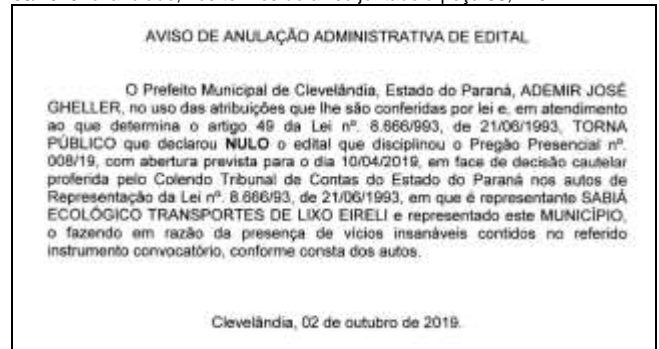 AVISO DE ANULAÇÃO ADMINISTRATIVA DE EDITAL
O Prefeito Municipal de Clevelândia, Estado do Paraná, ADEMIR JOSÉ
GHELLER, no uso das atribuições que lhe são conferidas por lei e, em atendimento
ao que determina o artigo 49 da Lei nº. 8.666/993, de 21/06/1993, TORNA
PÚBLICO que declarou NULO o edital que disciplinou o Pregão Presencial nº.
008/19, com abertura prevista para o dia 10/04/2019, em face de decisão cautelar
proferida pelo Colendo Tribunal de Contas do Estado do Paraná nos autos de
Representação da Lei nº. 8.666/93, de 21/06/1993, em que é representante SABIÁ
ECOLÓGICO TRANSPORTES DE LIXO EIRELI e representado este MUNICÍPIO,
o fazendo em razão da presença de vícios insanáveis contidos no referido
instrumento convocatório, conforme consta dos autos.
Clevelândia, 02 de outubro de 2019.